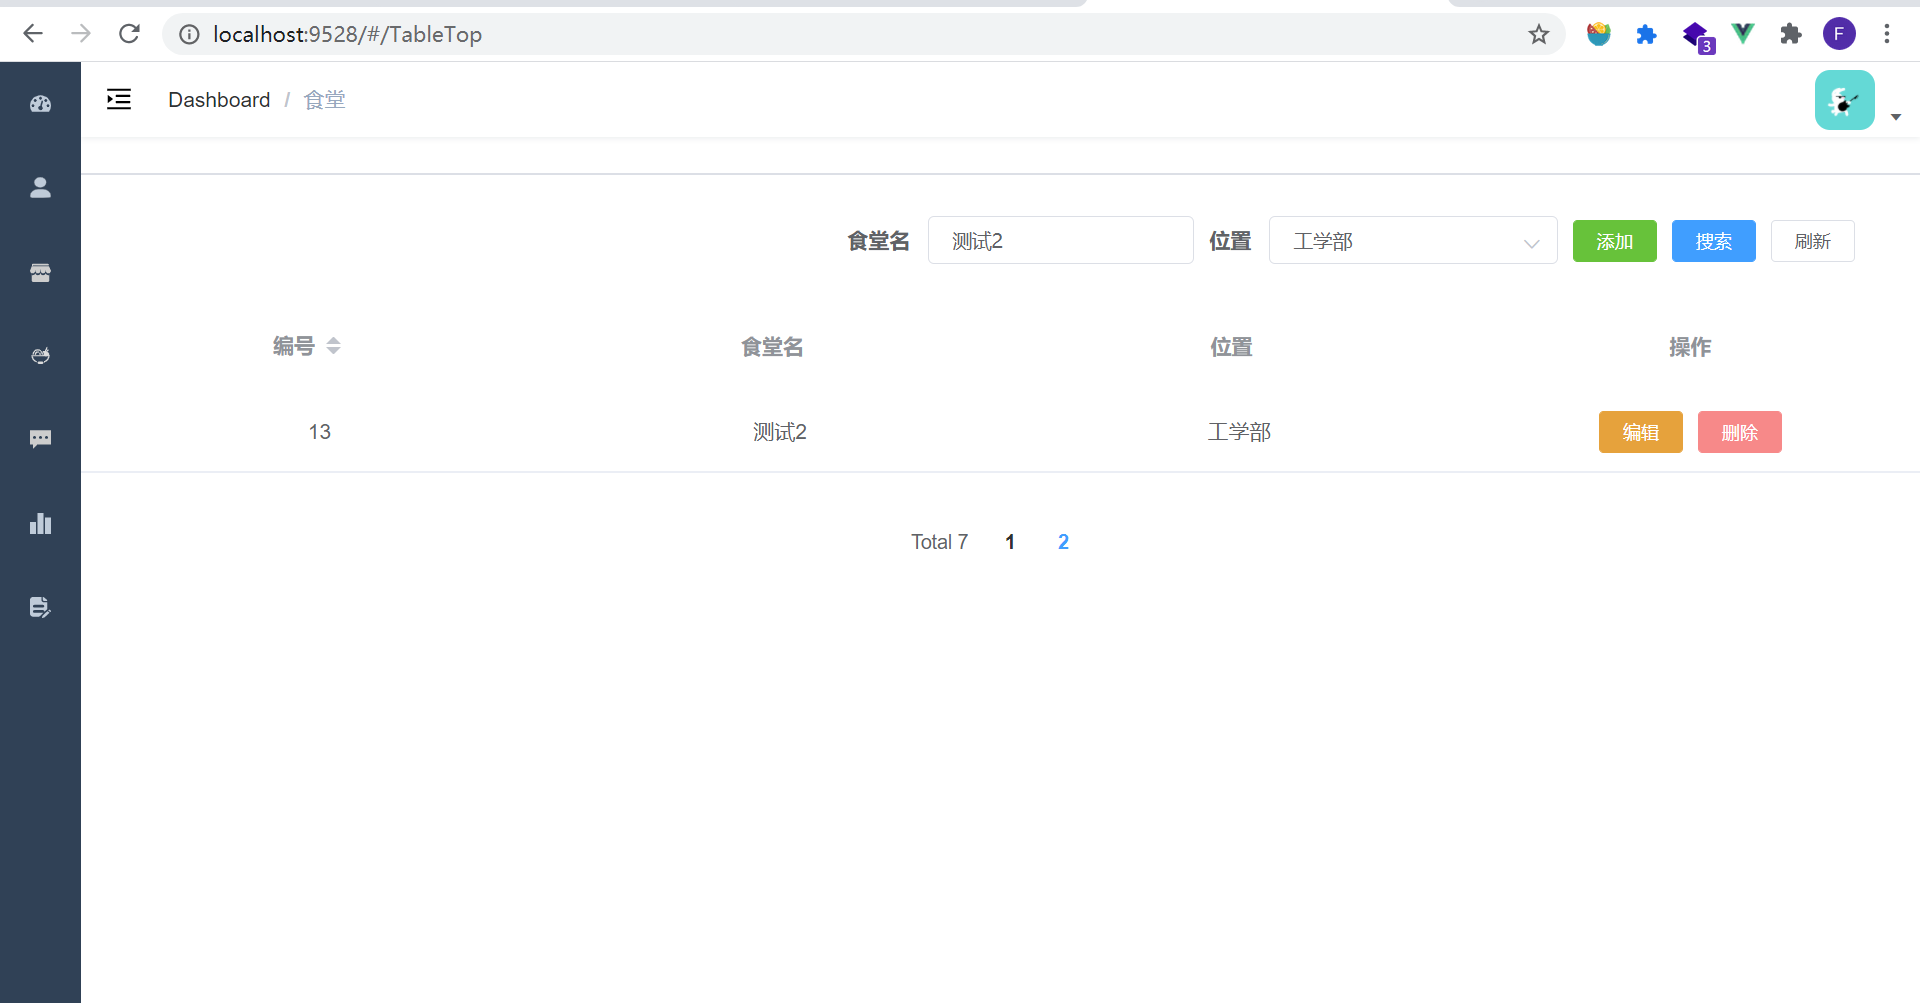 localhost:9528/#/TableTop
3
F
Dashboard / 食堂
食堂名 测试2 位置 工学部 添加 搜索 刷新
编号 食堂名 位置 操作
13 测试2 工学部 编辑 删除
Total 7 1 2